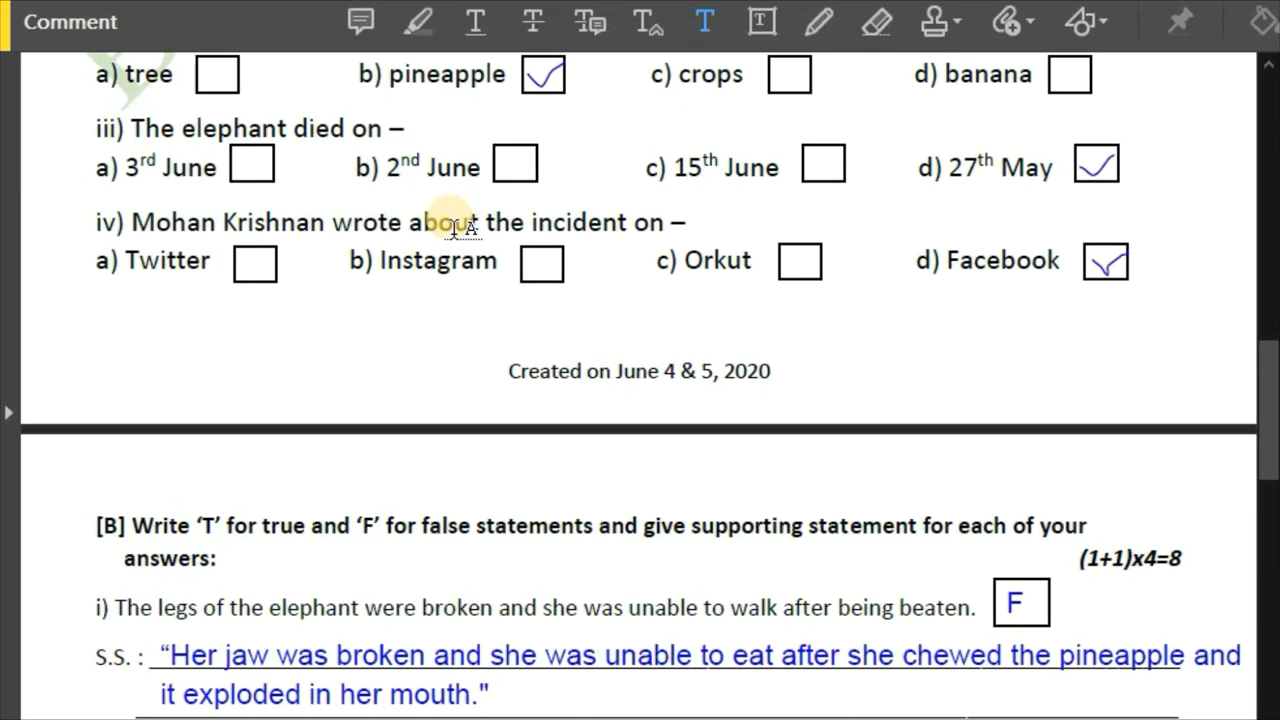 Comment
a) tree b) pineapple c) crops d) banana
iii) The elephant died on –
a) 3rd June b) 2nd June c) 15th June d) 27th May
iv) Mohan Krishnan wrote about the incident on –
a) Twitter b) Instagram c) Orkut d) Facebook
Created on June 4 & 5, 2020
[B] Write ‘T’ for true and ‘F’ for false statements and give supporting statement for each of your
answers: (1+1)x4=8
i) The legs of the elephant were broken and she was unable to walk after being beaten. F
S.S. : “Her jaw was broken and she was unable to eat after she chewed the pineapple and
it exploded in her mouth."